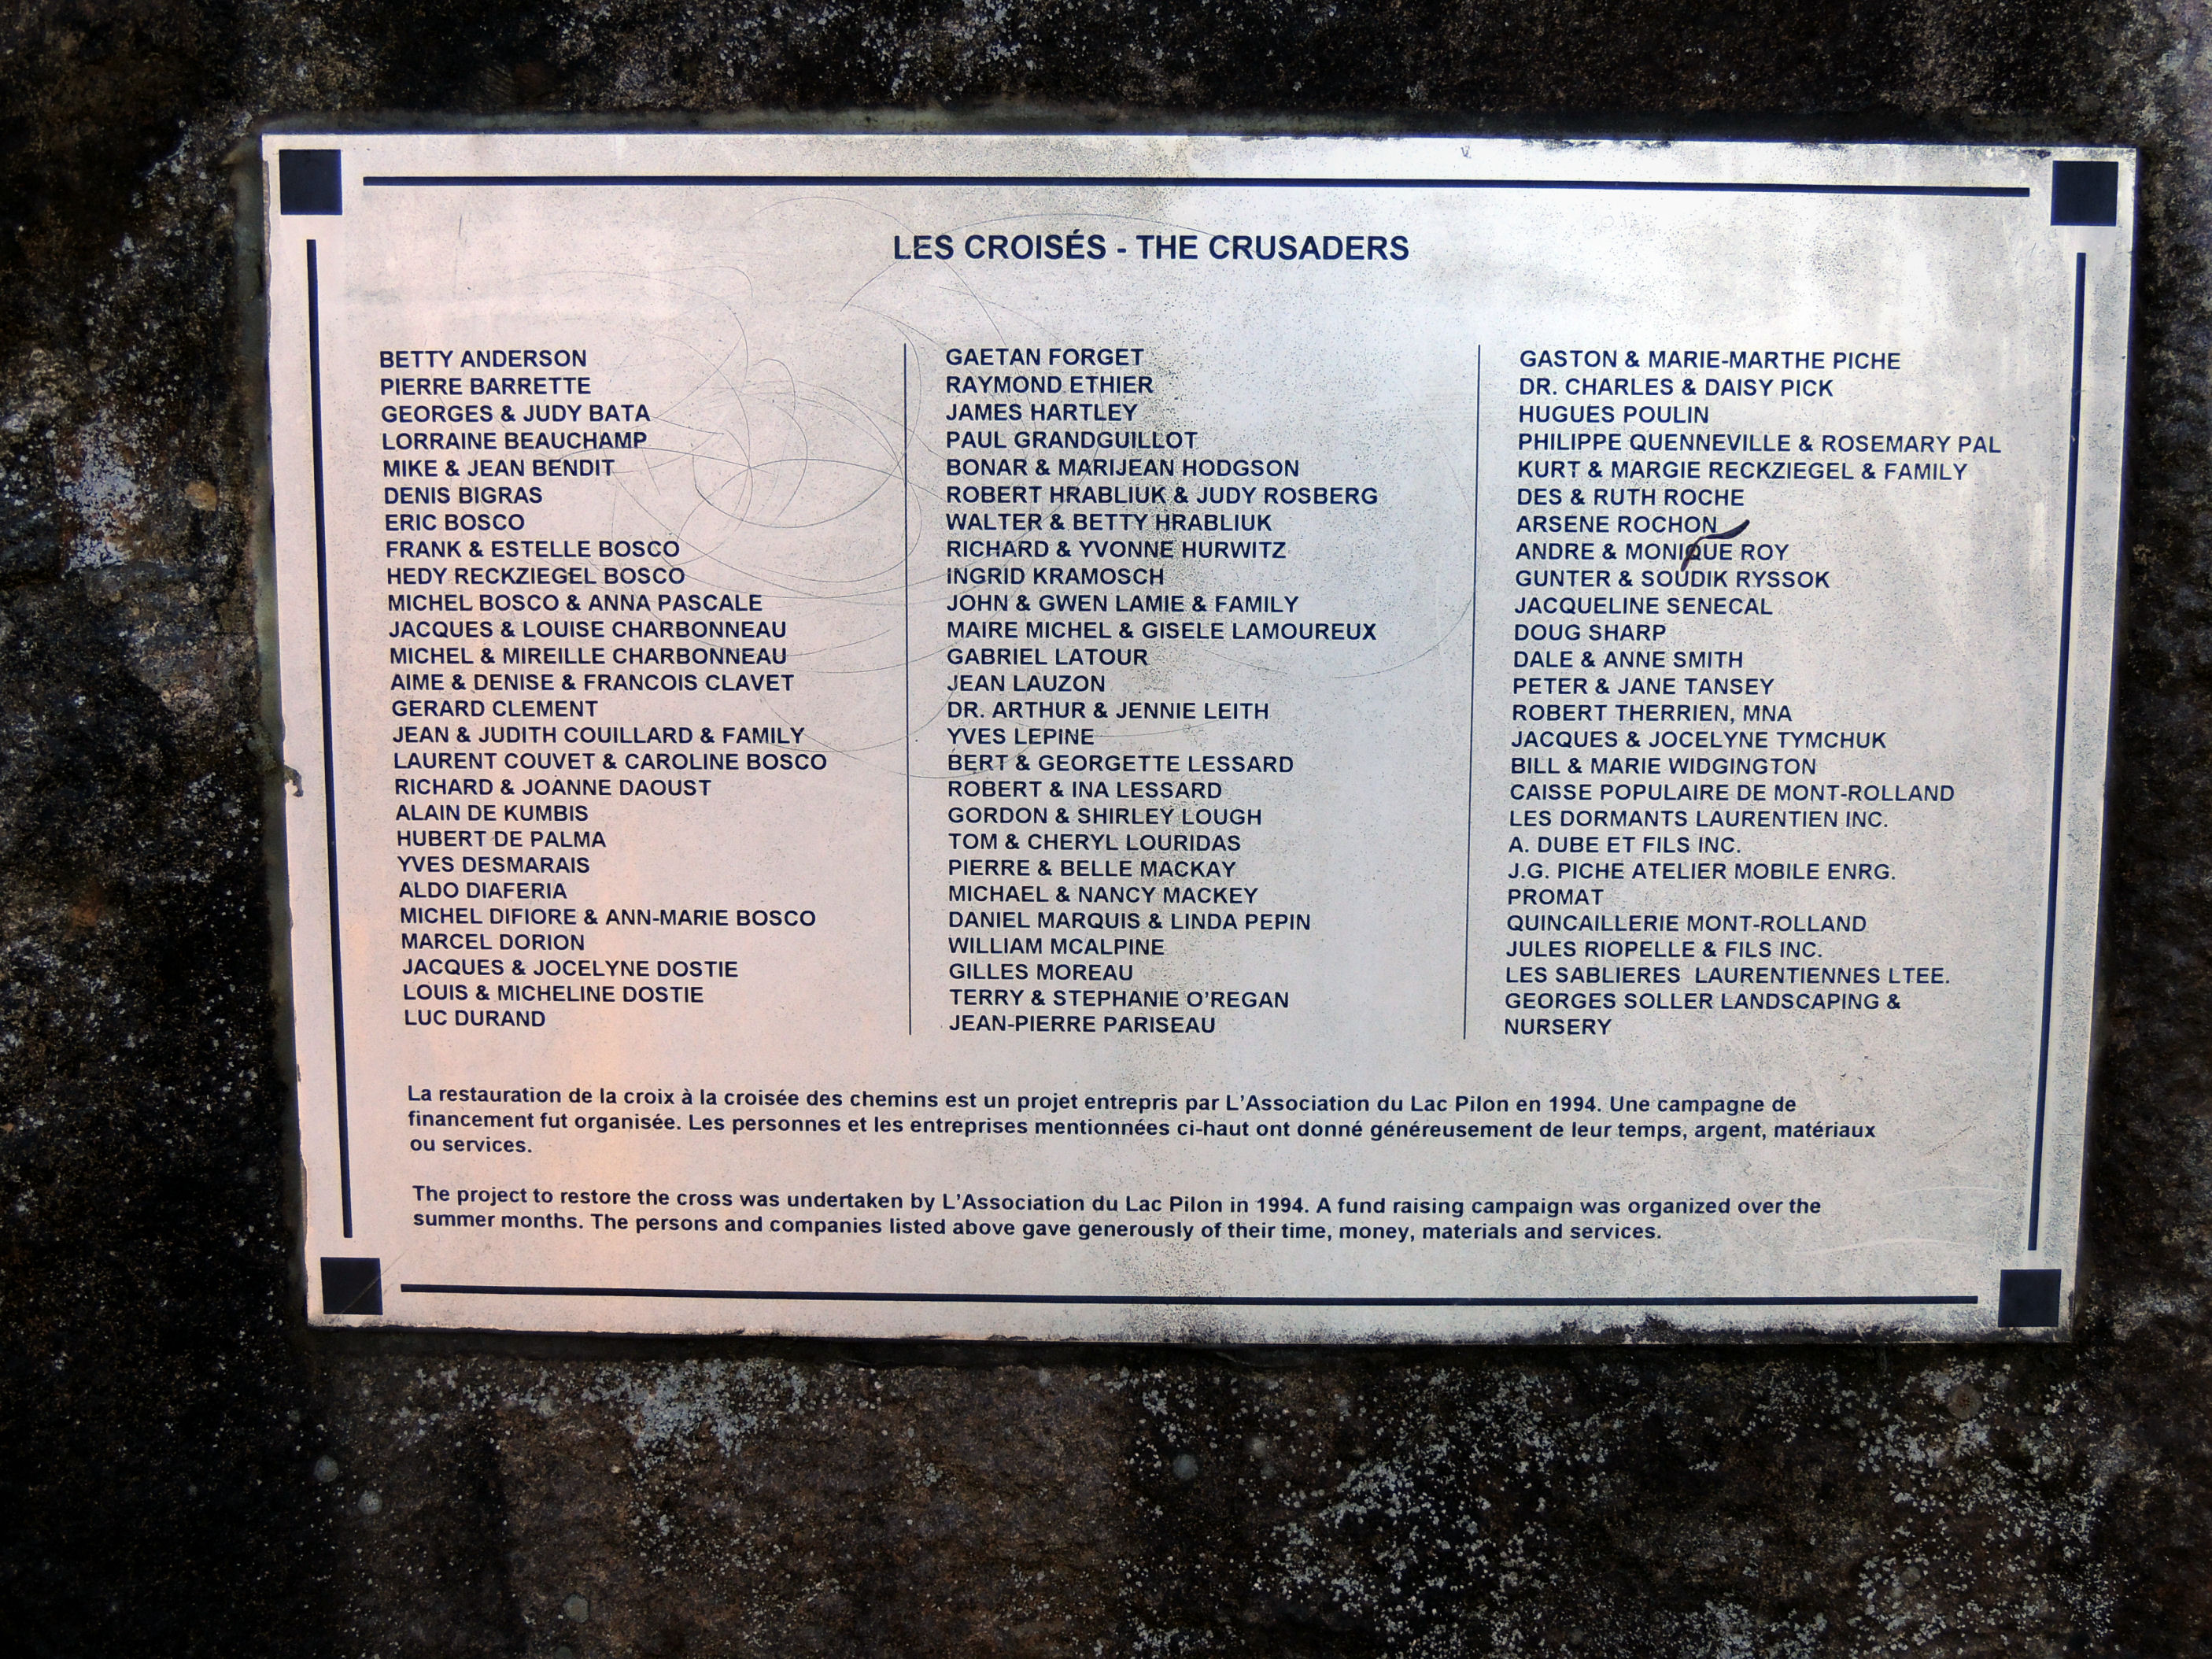 LES CROISÉS - THE CRUSADERS
BETTY ANDERSON
PIERRE BARRETTE
GEORGES & JUDY BATA
LORRAINE BEAUCHAMP
MIKE & JEAN BENDIT
DENIS BIGRAS
ERIC BOSCO
FRANK & ESTELLE BOSCO
HEDY RECKZIEGEL BOSCO
MICHEL BOSCO & ANNA PASCALE
JACQUES & LOUISE CHARBONNEAU
MICHEL & MIREILLE CHARBONNEAU
AIME & DENISE & FRANCOIS CLAVET
GERARD CLEMENT
JEAN & JUDITH COUILLARD & FAMILY
LAURENT COUVET & CAROLINE BOSCO
RICHARD & JOANNE DAOUST
ALAIN DE KUMBIS
HUBERT DE PALMA
YVES DESMARAIS
ALDO DIAFERIA
MICHEL DIFIORE & ANN-MARIE BOSCO
MARCEL DORION
JACQUES & JOCELYNE DOSTIE
LOUIS & MICHELINE DOSTIE
LUC DURAND
GAETAN FORGET
RAYMOND ETHIER
JAMES HARTLEY
PAUL GRANDGUILLOT
BONAR & MARIJEAN HODGSON
ROBERT HRABLIUK & JUDY ROSBERG
WALTER & BETTY HRABLIUK
RICHARD & YVONNE HURWITZ
INGRID KRAMOSCH
JOHN & GWEN LAMIE & FAMILY
MAIRE MICHEL & GISELE LAMOUREUX
GABRIEL LATOUR
JEAN LAUZON
DR. ARTHUR & JENNIE LEITH
YVES LEPINE
BERT & GEORGETTE LESSARD
ROBERT & INA LESSARD
GORDON & SHIRLEY LOUGH
TOM & CHERYL LOURIDAS
PIERRE & BELLE MACKAY
MICHAEL & NANCY MACKEY
DANIEL MARQUIS & LINDA PEPIN
WILLIAM MCALPINE
GILLES MOREAU
TERRY & STEPHANIE O'REGAN
JEAN-PIERRE PARISEAU
GASTON & MARIE-MARTHE PICHE
DR. CHARLES & DAISY PICK
HUGUES POULIN
PHILIPPE QUENNEVILLE & ROSEMARY PAL
KURT & MARGIE RECKZIEGEL & FAMILY
DES & RUTH ROCHE
ARSENE ROCHON
ANDRE & MONIQUE ROY
GUNTER & SOUDIK RYSSOK
JACQUELINE SENECAL
DOUG SHARP
DALE & ANNE SMITH
PETER & JANE TANSEY
ROBERT THERRIEN, MNA
JACQUES & JOCELYNE TYMCHUK
BILL & MARIE WIDGINGTON
CAISSE POPULAIRE DE MONT-ROLLAND
LES DORMANTS LAURENTIEN INC.
A. DUBE ET FILS INC.
J.G. PICHE ATELIER MOBILE ENRG.
PROMAT
QUINCAILLERIE MONT-ROLLAND
JULES RIOPELLE & FILS INC.
LES SABLIERES LAURENTIENNES LTEE.
GEORGES SOLLER LANDSCAPING &
NURSERY
La restauration de la croix à la croisée des chemins est un projet entrepris par L'Association du Lac Pilon en 1994. Une campagne de
financement fut organisée. Les personnes et les entreprises mentionnées ci-haut ont donné généreusement de leur temps, argent, matériaux
ou services.
The project to restore the cross was undertaken by L'Association du Lac Pilon in 1994. A fund raising campaign was organized over the
summer months. The persons and companies listed above gave generously of their time, money, materials and services.